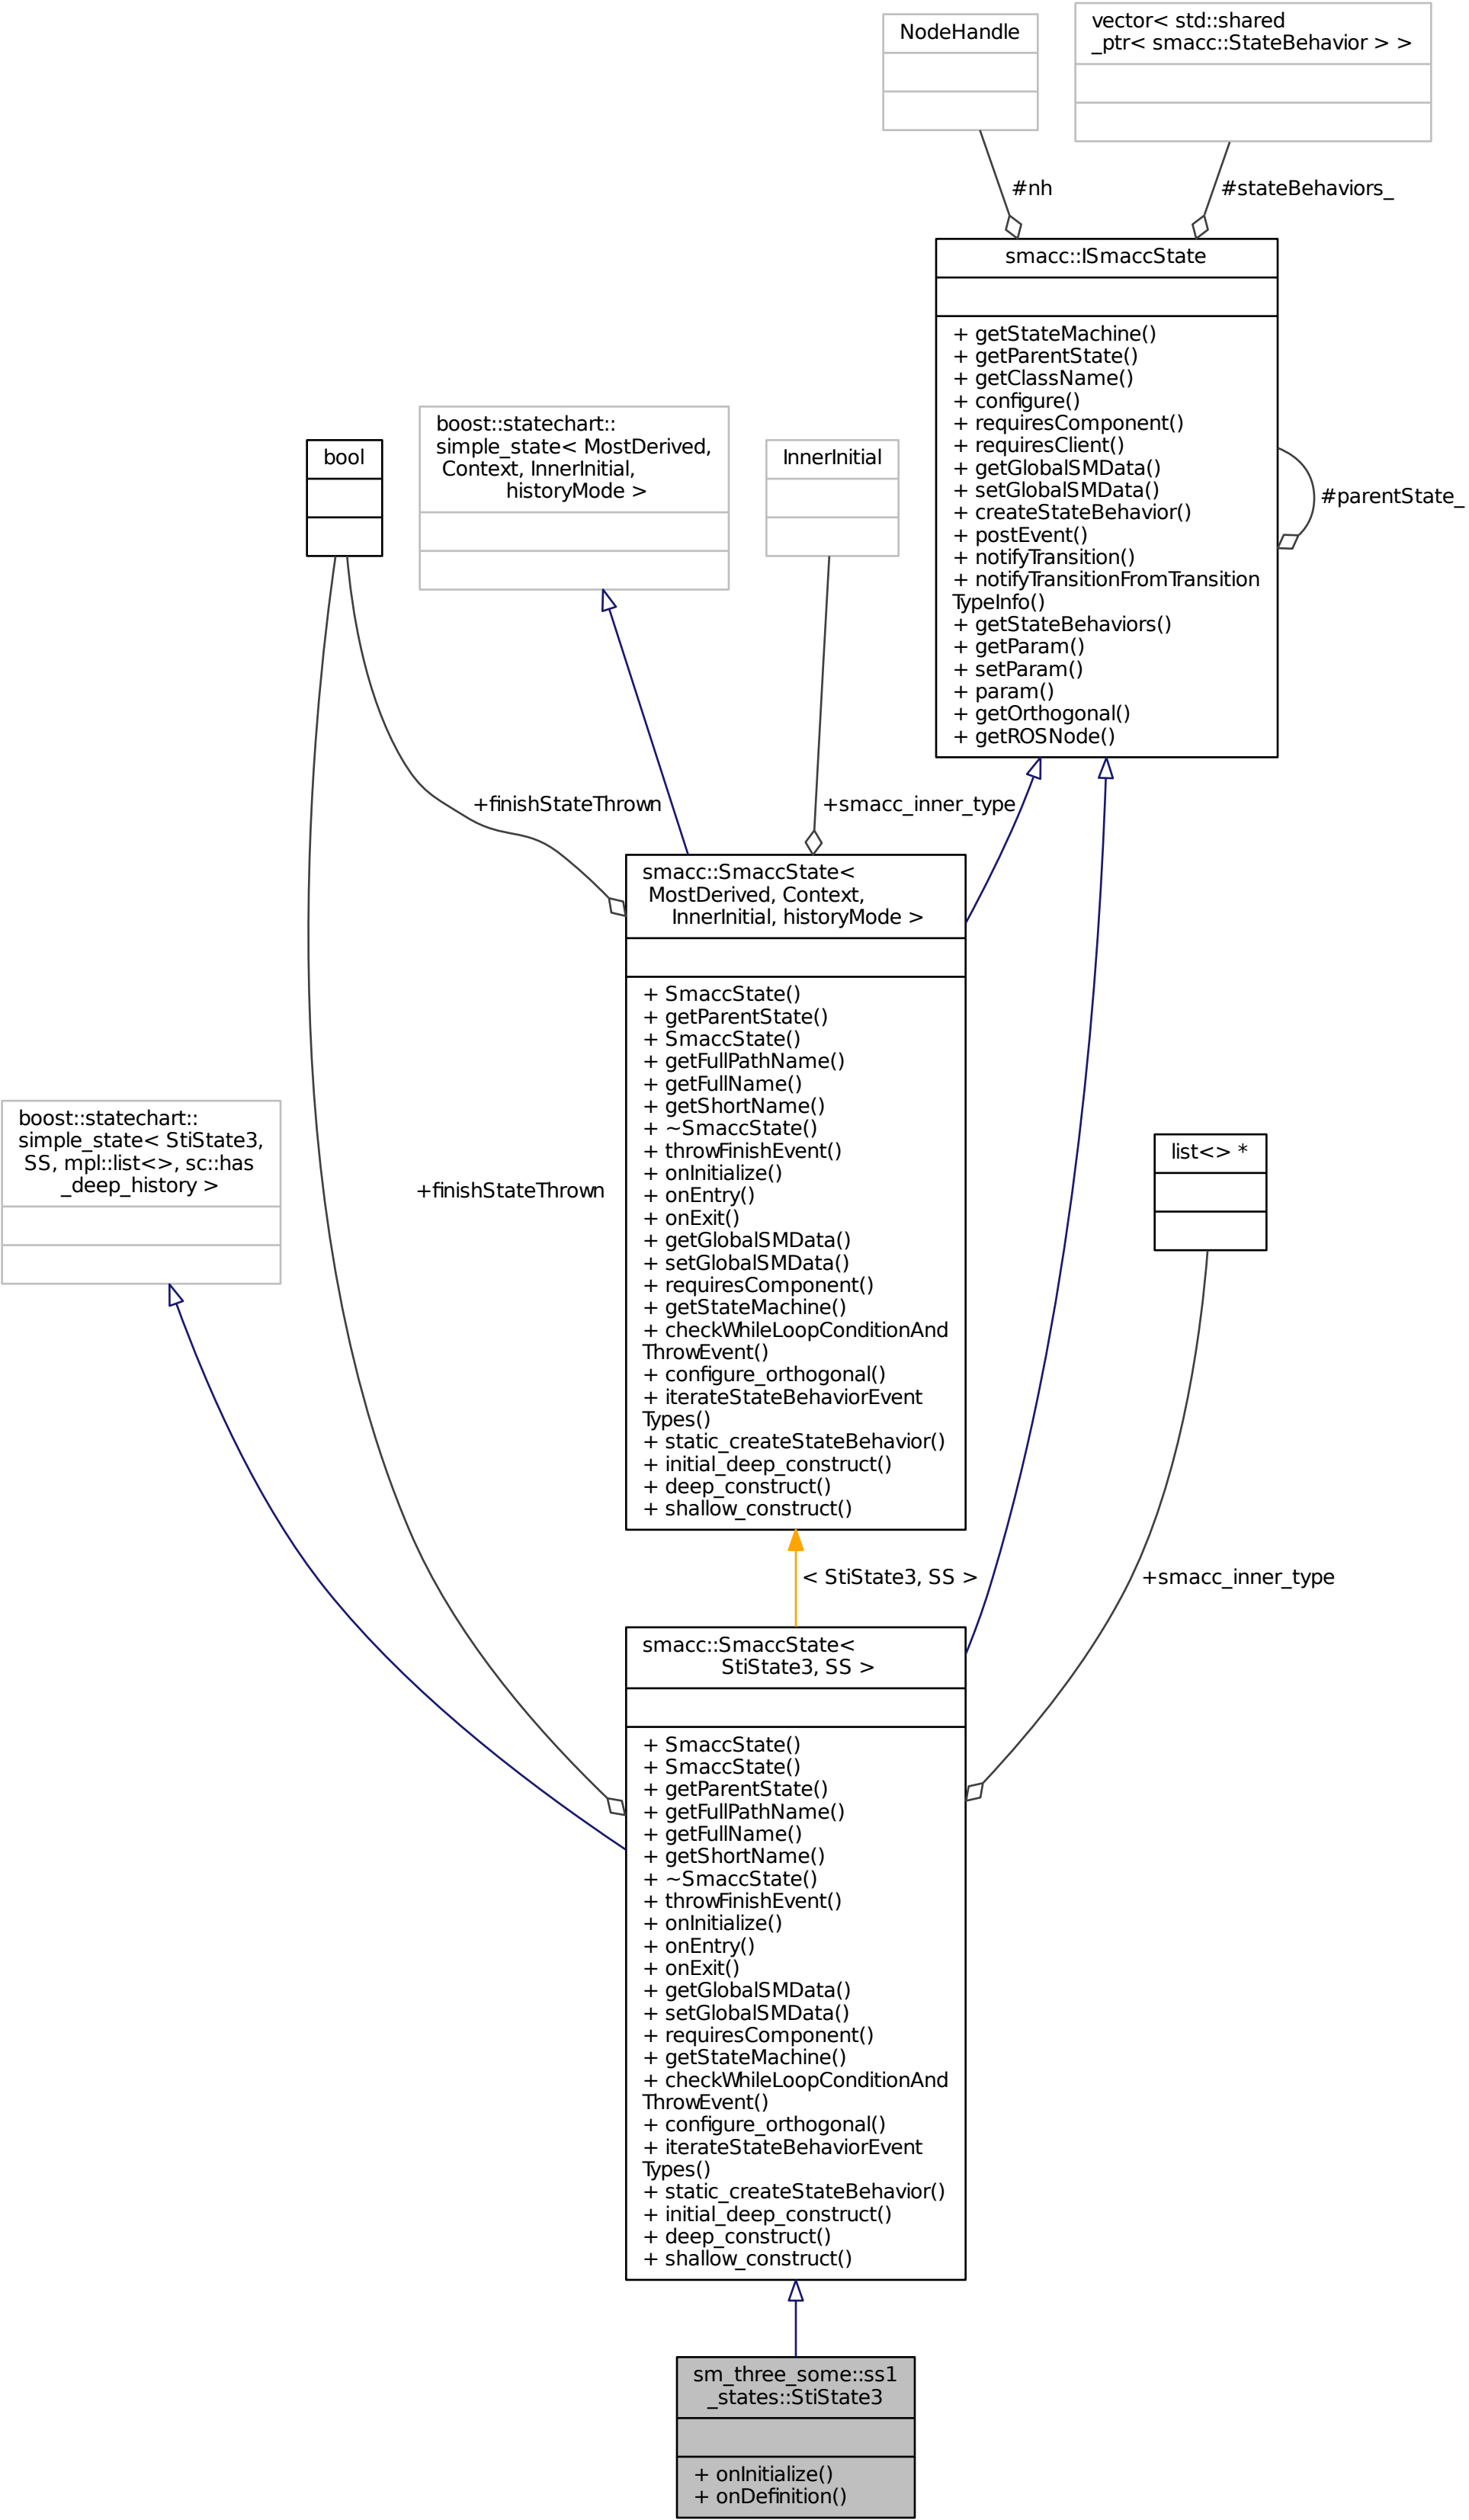 NodeHandle
vector< std::shared
_ptr< smacc::StateBehavior > >
#nh
#stateBehaviors_
smacc::ISmaccState
+ getStateMachine()
+ getParentState()
+ getClassName()
+ configure()
+ requiresComponent()
+ requiresClient()
+ getGlobalSMData()
+ setGlobalSMData()
+ createStateBehavior()
+ postEvent()
+ notifyTransition()
+ notifyTransitionFromTransition
TypeInfo()
+ getStateBehaviors()
+ getParam()
+ setParam()
+ param()
+ getOrthogonal()
+ getROSNode()
#parentState_
bool
boost::statechart::
simple_state< MostDerived,
Context, InnerInitial,
historyMode >
InnerInitial
+finishStateThrown
+smacc_inner_type
smacc::SmaccState<
MostDerived, Context,
InnerInitial, historyMode >
+ SmaccState()
+ getParentState()
+ SmaccState()
+ getFullPathName()
+ getFullName()
+ getShortName()
+ ~SmaccState()
+ throwFinishEvent()
+ onInitialize()
+ onEntry()
+ onExit()
+ getGlobalSMData()
+ setGlobalSMData()
+ requiresComponent()
+ getStateMachine()
+ checkWhileLoopConditionAnd
ThrowEvent()
+ configure_orthogonal()
+ iterateStateBehaviorEvent
Types()
+ static_createStateBehavior()
+ initial_deep_construct()
+ deep_construct()
+ shallow_construct()
boost::statechart::
simple_state< StiState3,
SS, mpl::list<>, sc::has
_deep_history >
+finishStateThrown
list<> *
< StiState3, SS >
+smacc_inner_type
smacc::SmaccState<
StiState3, SS >
+ SmaccState()
+ SmaccState()
+ getParentState()
+ getFullPathName()
+ getFullName()
+ getShortName()
+ ~SmaccState()
+ throwFinishEvent()
+ onInitialize()
+ onEntry()
+ onExit()
+ getGlobalSMData()
+ setGlobalSMData()
+ requiresComponent()
+ getStateMachine()
+ checkWhileLoopConditionAnd
ThrowEvent()
+ configure_orthogonal()
+ iterateStateBehaviorEvent
Types()
+ static_createStateBehavior()
+ initial_deep_construct()
+ deep_construct()
+ shallow_construct()
sm_three_some::ss1
_states::StiState3
+ onInitialize()
+ onDefinition()